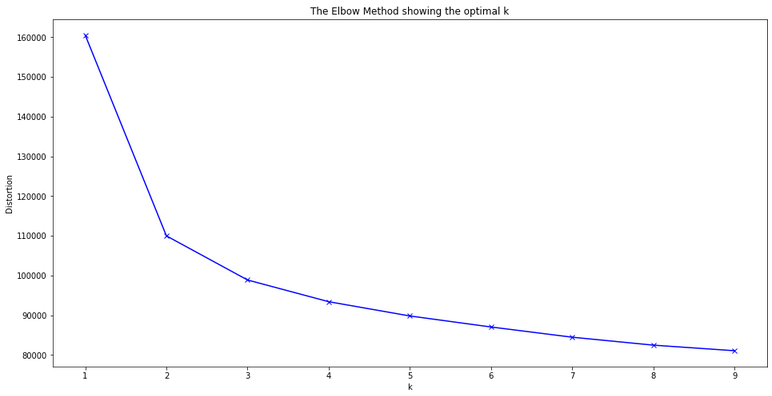 The Elbow Method showing the optimal k
160000
150000
140000
130000
120000
110000
100000
90000
80000
Distortion
1 2 3 4 5 6 7 8 9
k